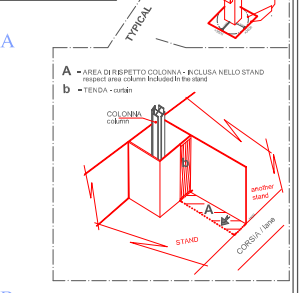 TYPICAL
A
A - AREA DI RISPETTO COLONNA - INCLUSA NELLO STAND
respect area column included in the stand
b - TENDA - curtain
COLONNA
column
b
another
stand
A
CORSIA / lane
STAND